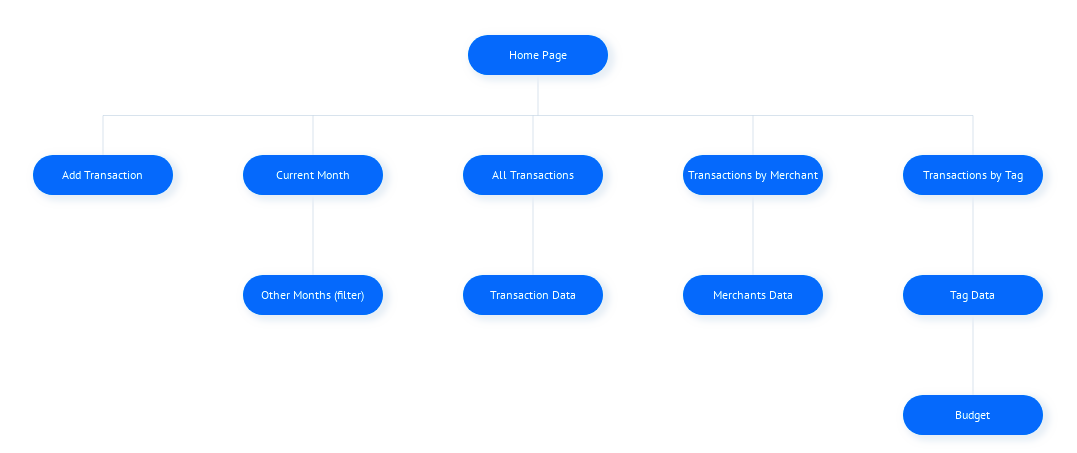 Home Page
Add Transaction
Current Month
All Transactions
Transactions by Merchant
Transactions by Tag
Other Months (filter)
Transaction Data
Merchants Data
Tag Data
Budget